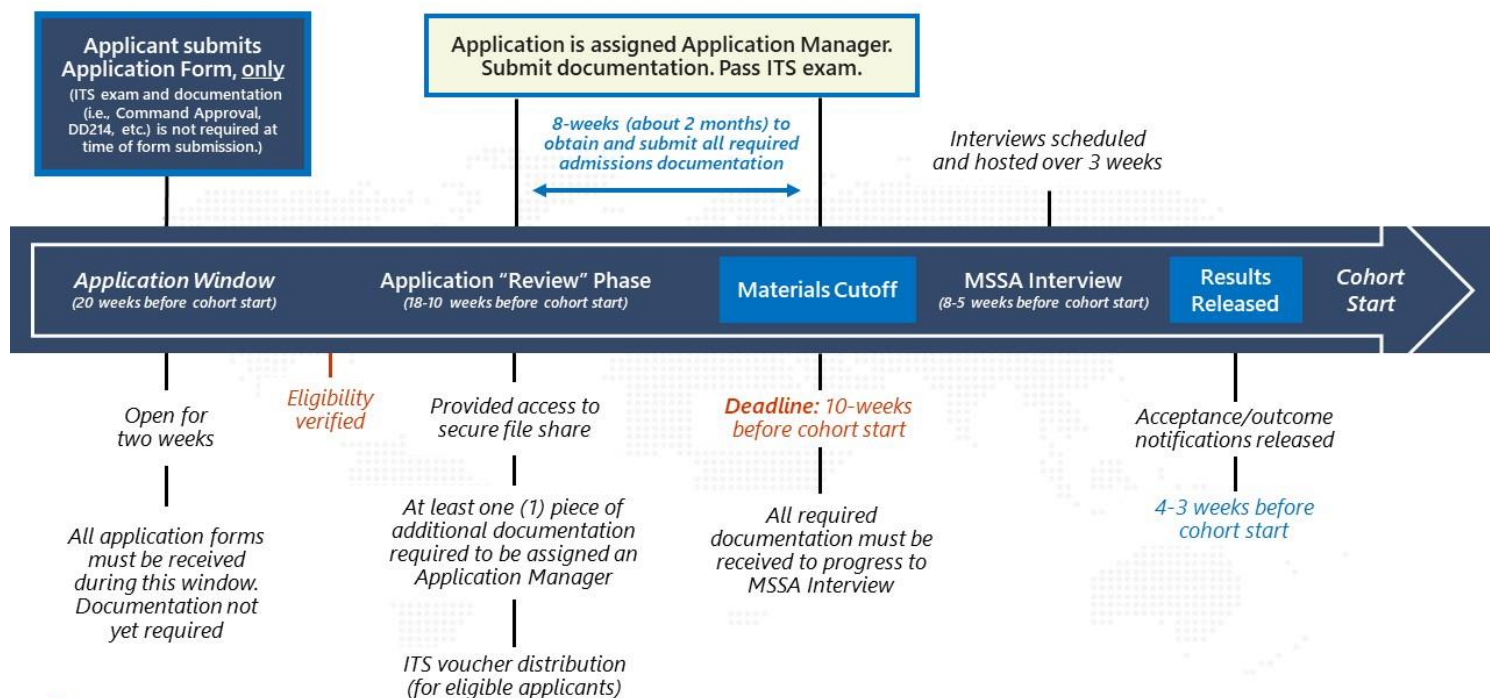 Applicant submits
Application Form, only
(ITS exam and documentation
(i.e., Command Approval,
DD214, etc.) is not required at
time of form submission.)
Application is assigned Application Manager.
Submit documentation. Pass ITS exam.
8-weeks (about 2 months) to
obtain and submit all required
admissions documentation
Interviews scheduled
and hosted over 3 weeks
Application Window
(20 weeks before cohort start)
Application “Review” Phase
(18-10 weeks before cohort start)
Materials Cutoff
MSSA Interview
(8-5 weeks before cohort start)
Results
Released
Cohort
Start
Open for
two weeks
All application forms
must be received
during this window.
Documentation not
yet required
Eligibility
verified
Provided access to
secure file share
At least one (1) piece of
additional documentation
required to be assigned an
Application Manager
ITS voucher distribution
(for eligible applicants)
Deadline: 10-weeks
before cohort start
All required
documentation must be
received to progress to
MSSA Interview
Acceptance/outcome
notifications released
4-3 weeks before
cohort start